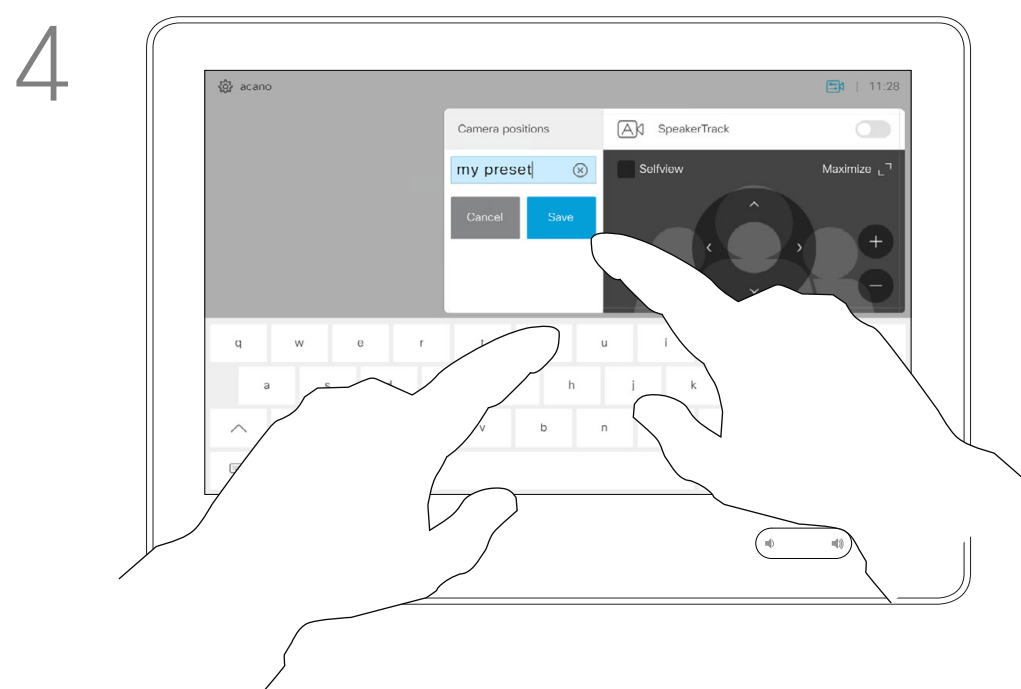 4
acano
11:28
Camera positions
SpeakerTrack
my preset
Selfview
Maximize
Cancel
Save
q w e r u i
a h j k
v b n